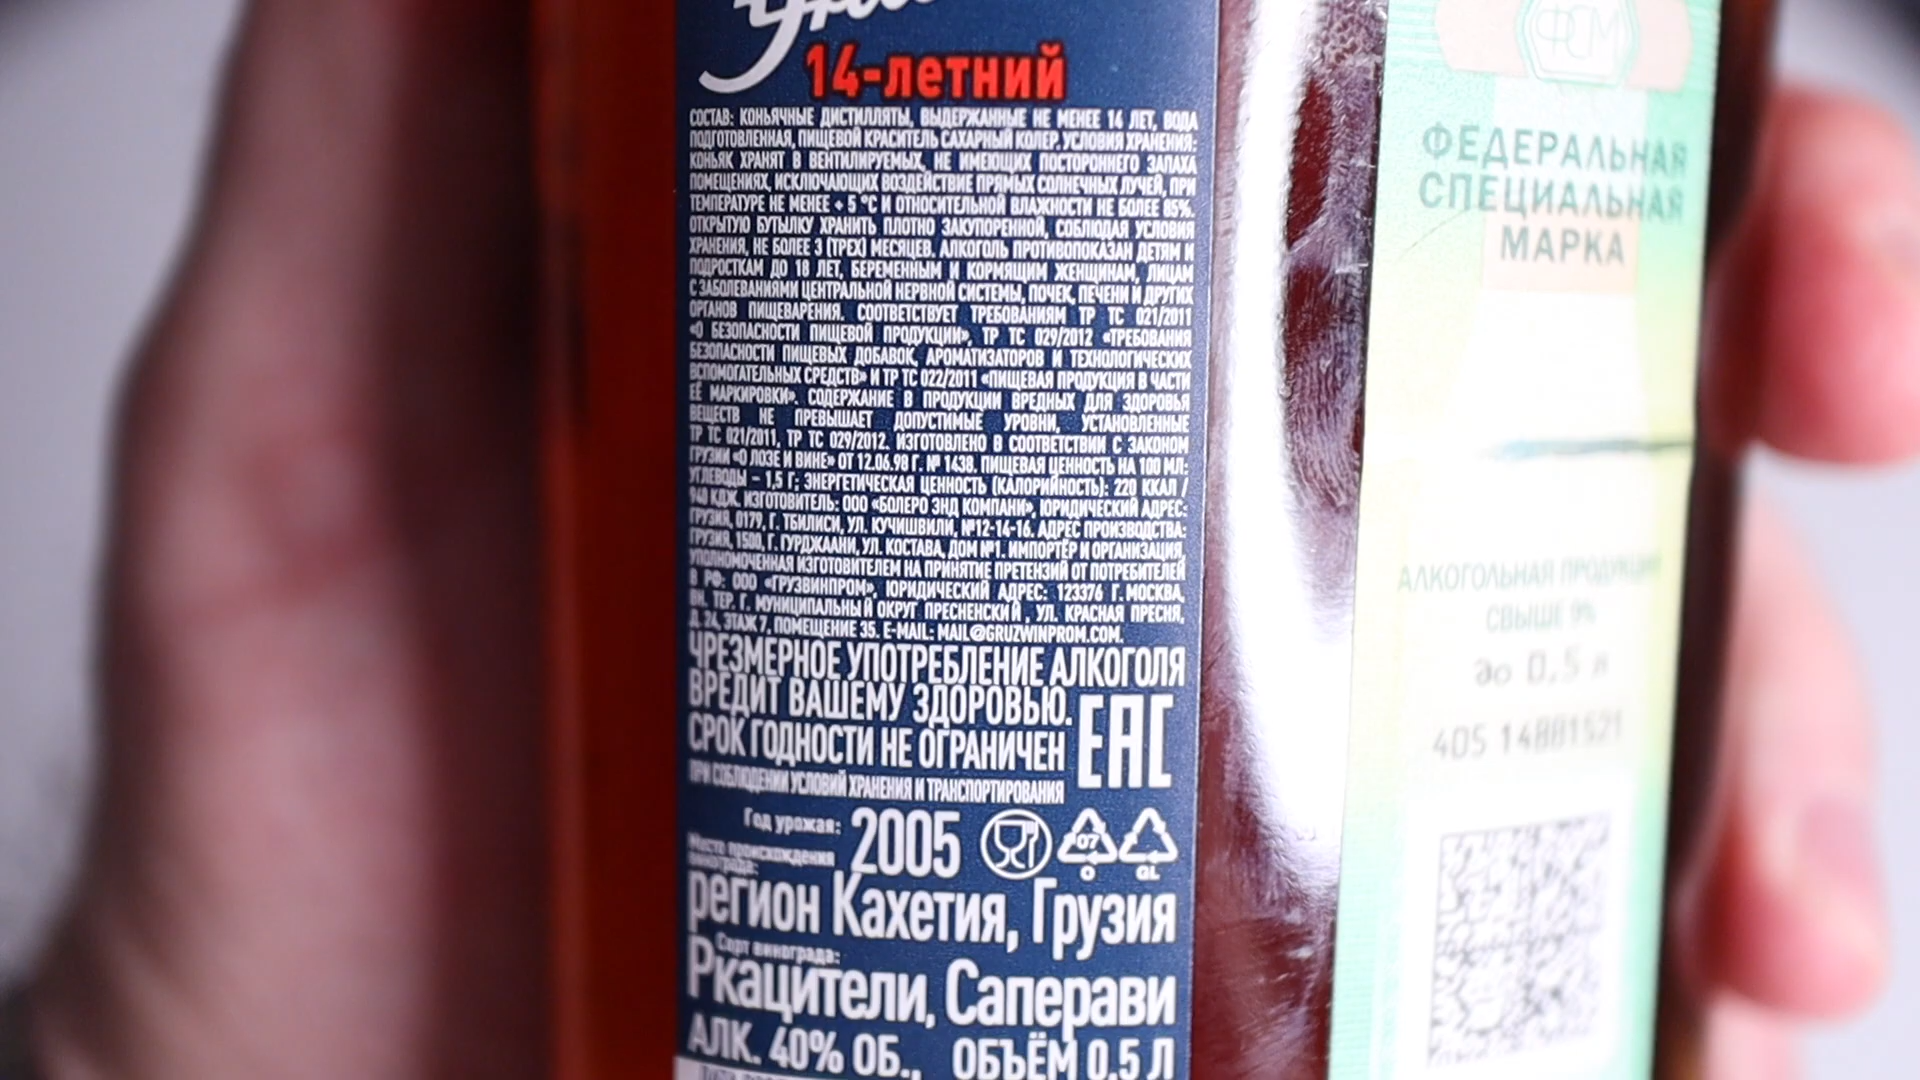 14-летний
СОСТАВ: КОНЬЯЧНЫЕ ДИСТИЛЛЯТЫ, ВЫДЕРЖАННЫЕ НЕ МЕНЕЕ 14 ЛЕТ, ВОДА
ПОДГОТОВЛЕННАЯ, ПИЩЕВОЙ КРАСИТЕЛЬ САХАРНЫЙ КОЛЕР. УСЛОВИЯ ХРАНЕНИЯ:
КОНЬЯК ХРАНЯТ В ВЕНТИЛИРУЕМЫХ, НЕ ИМЕЮЩИХ ПОСТОРОННЕГО ЗАПАХА
ПОМЕЩЕНИЯХ, ИСКЛЮЧАЮЩИХ ВОЗДЕЙСТВИЕ ПРЯМЫХ СОЛНЕЧНЫХ ЛУЧЕЙ, ПРИ
ТЕМПЕРАТУРЕ НЕ МЕНЕЕ + 5 °С И ОТНОСИТЕЛЬНОЙ ВЛАЖНОСТИ НЕ БОЛЕЕ 85%.
ОТКРЫТУЮ БУТЫЛКУ ХРАНИТЬ ПЛОТНО ЗАКУПОРЕННОЙ, СОБЛЮДАЯ УСЛОВИЯ
ХРАНЕНИЯ, НЕ БОЛЕЕ 3 (ТРЕХ) МЕСЯЦЕВ. АЛКОГОЛЬ ПРОТИВОПОКАЗАН ДЕТЯМ И
ПОДРОСТКАМ ДО 18 ЛЕТ, БЕРЕМЕННЫМ И КОРМЯЩИМ ЖЕНЩИНАМ, ЛИЦАМ
С ЗАБОЛЕВАНИЯМИ ЦЕНТРАЛЬНОЙ НЕРВНОЙ СИСТЕМЫ, ПОЧЕК, ПЕЧЕНИ И ДРУГИХ
ОРГАНОВ ПИЩЕВАРЕНИЯ. СООТВЕТСТВУЕТ ТРЕБОВАНИЯМ ТР ТС 021/2011
«О БЕЗОПАСНОСТИ ПИЩЕВОЙ ПРОДУКЦИИ», ТР ТС 029/2012 «ТРЕБОВАНИЯ
БЕЗОПАСНОСТИ ПИЩЕВЫХ ДОБАВОК, АРОМАТИЗАТОРОВ И ТЕХНОЛОГИЧЕСКИХ
ВСПОМОГАТЕЛЬНЫХ СРЕДСТВ» И ТР ТС 022/2011 «ПИЩЕВАЯ ПРОДУКЦИЯ В ЧАСТИ
ЕЁ МАРКИРОВКИ». СОДЕРЖАНИЕ В ПРОДУКЦИИ ВРЕДНЫХ ДЛЯ ЗДОРОВЬЯ
ВЕЩЕСТВ НЕ ПРЕВЫШАЕТ ДОПУСТИМЫЕ УРОВНИ, УСТАНОВЛЕННЫЕ
ТР ТС 021/2011, ТР ТС 029/2012. ИЗГОТОВЛЕНО В СООТВЕТСТВИИ С ЗАКОНОМ
ГРУЗИИ «О ЛОЗЕ И ВИНЕ» ОТ 12.06.98 Г. № 1438. ПИЩЕВАЯ ЦЕННОСТЬ НА 100 МЛ:
УГЛЕВОДЫ – 1,5 Г; ЭНЕРГЕТИЧЕСКАЯ ЦЕННОСТЬ (КАЛОРИЙНОСТЬ): 220 ККАЛ /
940 КДЖ. ИЗГОТОВИТЕЛЬ: ООО «БОЛЕРО ЭНД КОМПАНИ», ЮРИДИЧЕСКИЙ АДРЕС:
ГРУЗИЯ, 0179, Г. ТБИЛИСИ, УЛ. КУЧИШВИЛИ, №12-14-16. АДРЕС ПРОИЗВОДСТВА:
ГРУЗИЯ, 1500, Г. ГУРДЖААНИ, УЛ. КОСТАВА, ДОМ №1. ИМПОРТЁР И ОРГАНИЗАЦИЯ,
УПОЛНОМОЧЕННАЯ ИЗГОТОВИТЕЛЕМ НА ПРИНЯТИЕ ПРЕТЕНЗИЙ ОТ ПОТРЕБИТЕЛЕЙ
В РФ: ООО «ГРУЗВИНПРОМ», ЮРИДИЧЕСКИЙ АДРЕС: 123376 Г. МОСКВА,
ВН. ТЕР. Г. МУНИЦИПАЛЬНЫЙ ОКРУГ ПРЕСНЕНСКИЙ , УЛ. КРАСНАЯ ПРЕСНЯ,
Д. 24, ЭТАЖ 7, ПОМЕЩЕНИЕ 35. E-MAIL: MAIL@GRUZWINPROM.COM.
ЧРЕЗМЕРНОЕ УПОТРЕБЛЕНИЕ АЛКОГОЛЯ
ВРЕДИТ ВАШЕМУ ЗДОРОВЬЮ.
СРОК ГОДНОСТИ НЕ ОГРАНИЧЕН
EAC
ПРИ СОБЛЮДЕНИИ УСЛОВИЙ ХРАНЕНИЯ И ТРАНСПОРТИРОВАНИЯ
Год урожая: 2005
07
O
GL
Место происхождения
винограда:
регион Кахетия, Грузия
Сорт винограда:
Ркацители, Саперави
АЛК. 40% ОБ., ОБЪЁМ 0,5 Л
ФСМ
ФЕДЕРАЛЬНАЯ
СПЕЦИАЛЬНАЯ
МАРКА
АЛКОГОЛЬНАЯ ПРОДУКЦИЯ
СВЫШЕ 9%
до 0,5 л
405 14881521